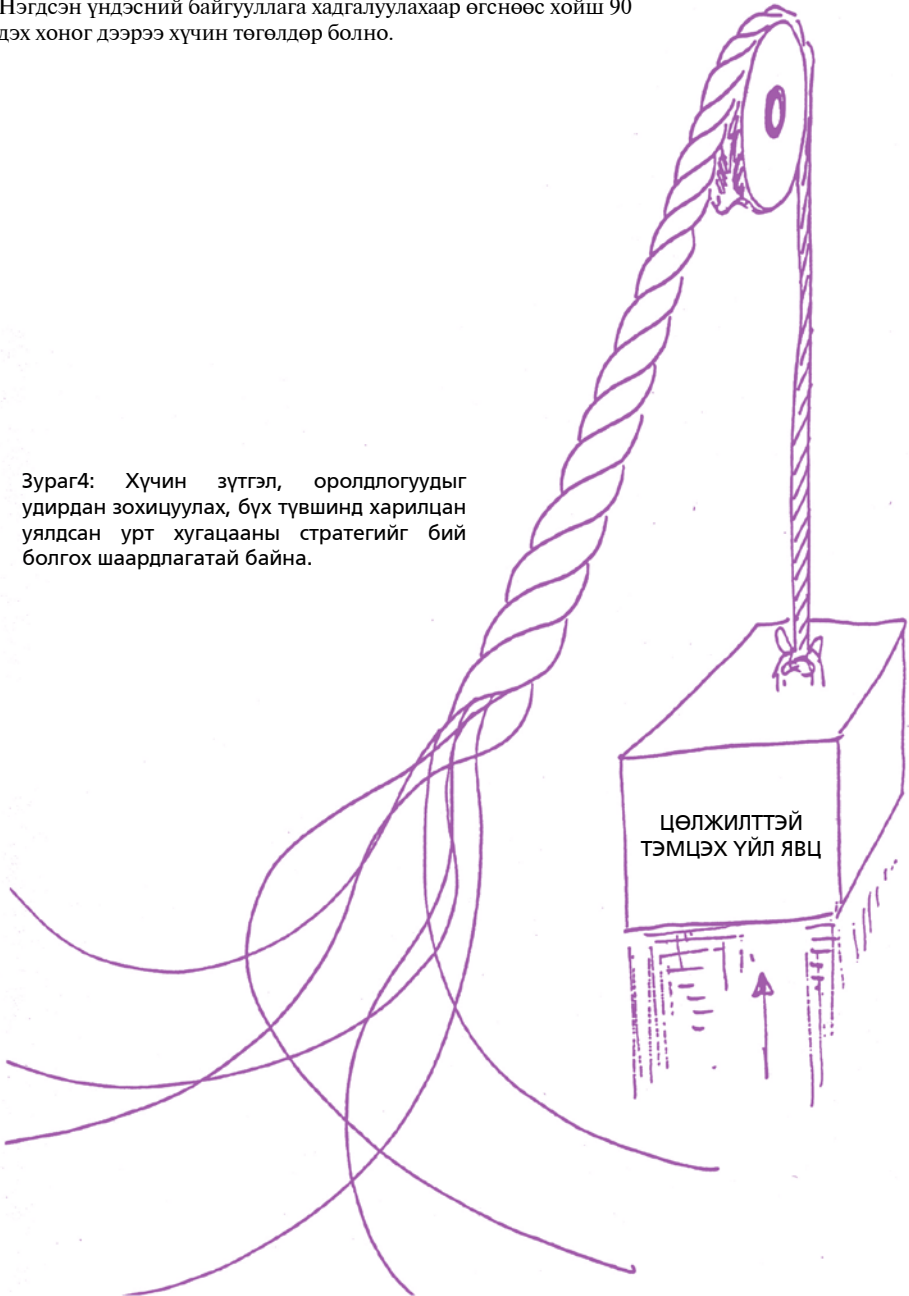 Нэгдсэн үндэсний байгууллага хадгалуулахаар өгснөөс хойш 90
дэх хоног дээрээ хүчин төгөлдөр болно.
Зураг4: Хүчин зүтгэл, оролдлогуудыг
удирдан зохицуулах, бүх түвшинд харилцан
уялдсан урт хугацааны стратегийг бий
болгох шаардлагатай байна.
ЦӨЛЖИЛТТЭЙ
ТЭМЦЭХ ҮЙЛ ЯВЦ